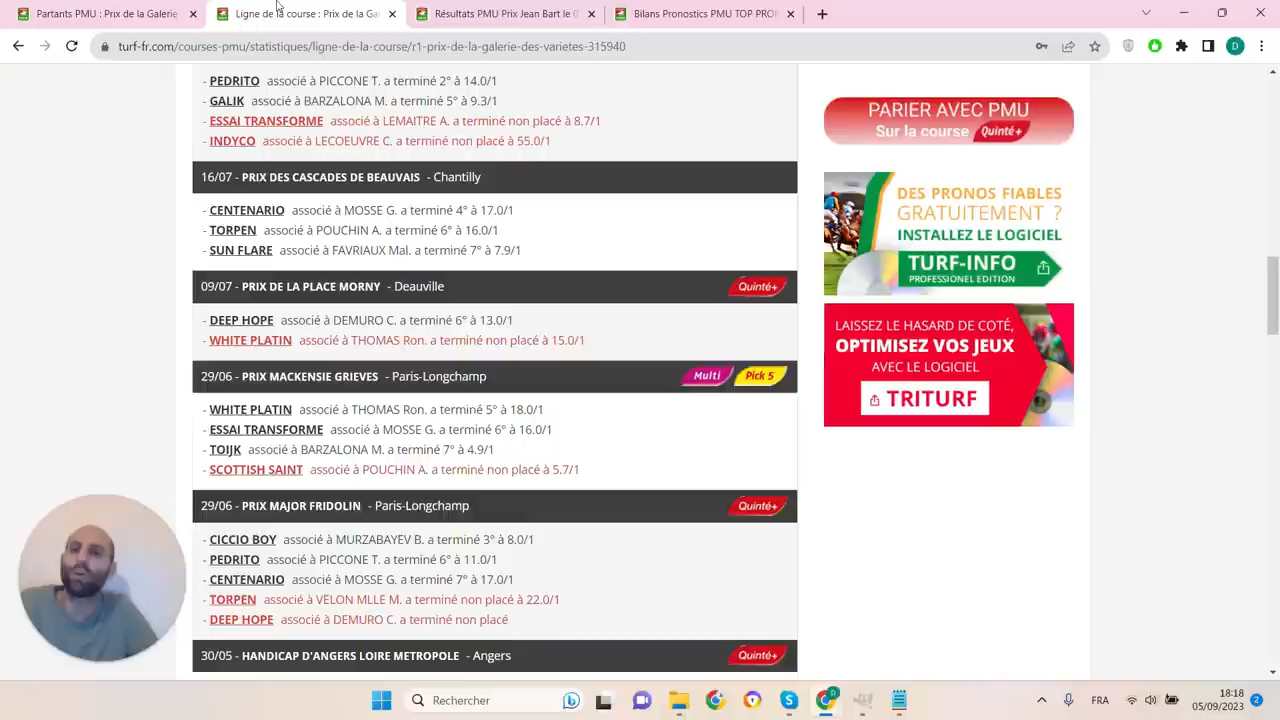 Partants PMU : Prix de la Galerie
Ligne de la course : Prix de la Ga
Résultats PMU Prix Jean Bart le 0
Bilans Pronostics PMU TOP PRO
turf-fr.com/courses-pmu/statistiques/ligne-de-la-course/r1-prix-de-la-galerie-des-varietes-315940
D
- PEDRITO associé à PICCONE T. a terminé 2° à 14.0/1
- GALIK associé à BARZALONA M. a terminé 5° à 9.3/1
- ESSAI TRANSFORME associé à LEMAITRE A. a terminé non placé à 8.7/1
- INDYCO associé à LECOEUVRE C. a terminé non placé à 55.0/1
16/07 - PRIX DES CASCADES DE BEAUVAIS - Chantilly
- CENTENARIO associé à MOSSE G. a terminé 4° à 17.0/1
- TORPEN associé à POUCHIN A. a terminé 6° à 16.0/1
- SUN FLARE associé à FAVRIAUX Mal. a terminé 7° à 7.9/1
09/07 - PRIX DE LA PLACE MORNY - Deauville Quinté+
- DEEP HOPE associé à DEMURO C. a terminé 6° à 13.0/1
- WHITE PLATIN associé à THOMAS Ron. a terminé non placé à 15.0/1
29/06 - PRIX HACKENSIE GRIEVES - Paris-Longchamp Multi Pick 5
- WHITE PLATIN associé à THOMAS Ron. a terminé 5° à 18.0/1
- ESSAI TRANSFORME associé à MOSSE G. a terminé 6° à 16.0/1
- TOIJK associé à BARZALONA M. a terminé 7° à 4.9/1
- SCOTTISH SAINT associé à POUCHIN A. a terminé non placé à 5.7/1
29/06 - PRIX MAJOR FRIDOLIN - Paris-Longchamp Quinté+
- CICCIO BOY associé à MURZABAYEV B. a terminé 3° à 8.0/1
- PEDRITO associé à PICCONE T. a terminé 6° à 11.0/1
- CENTENARIO associé à MOSSE G. a terminé 7° à 17.0/1
- TORPEN associé à VELON MLLE M. a terminé non placé à 22.0/1
- DEEP HOPE associé à DEMURO C. a terminé non placé
30/05 - HANDICAP D'ANGERS LOIRE METROPOLE - Angers Quinté+
PARIER AVEC PMU
Sur la course Quinté+
DES PRONOS FIABLES
GRATUITEMENT ?
INSTALLEZ LE LOGICIEL
TURF-INFO
PROFESSIONEL EDITION
LAISSEZ LE HASARD DE COTÉ,
OPTIMISEZ VOS JEUX
AVEC LE LOGICIEL
TRITURF
Rechercher
D
FRA
18:18
05/09/2023
2